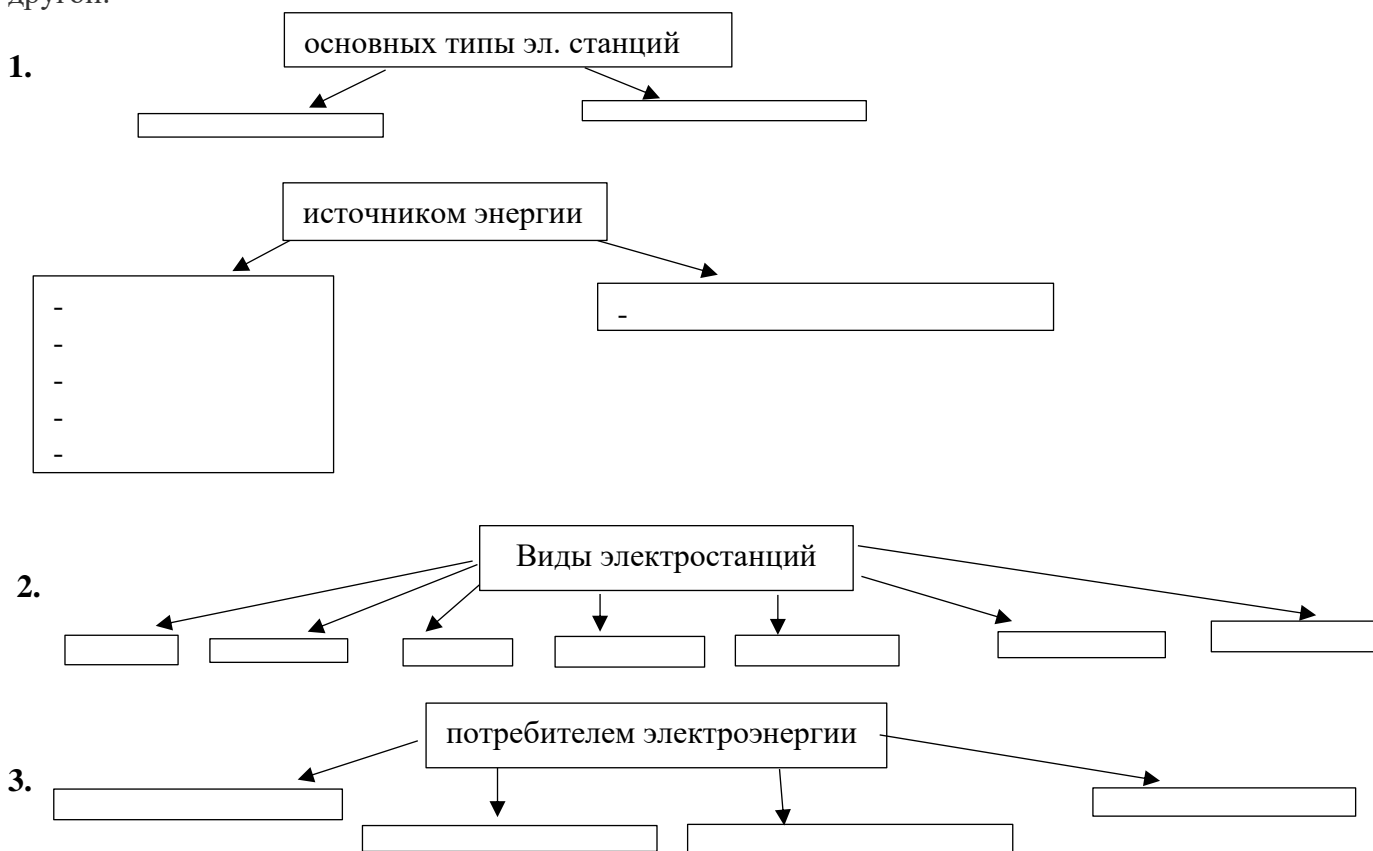 другой.
основных типы эл. станций
1.
источником энергии
-
-
-
-
-
-
Виды электростанций
2.
потребителем электроэнергии
3.